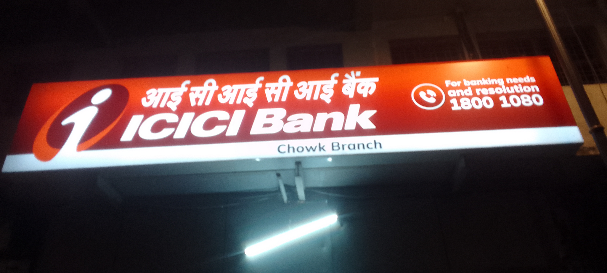 आई सी आई सी आई बैंक
ICICI Bank
For banking needs
and resolution
1800 1080
Chowk Branch